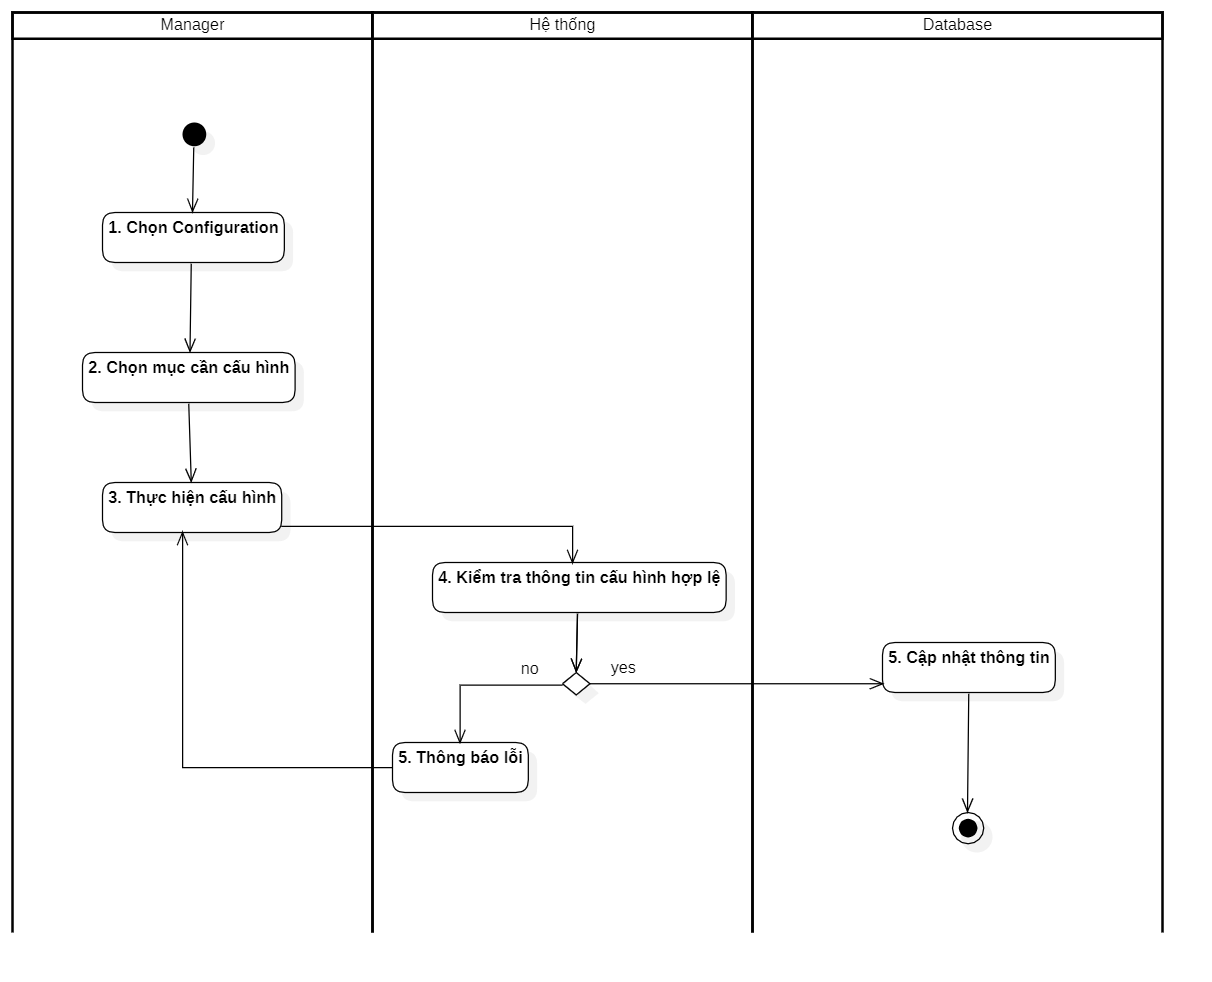 Manager
Hệ thống
Database
1. Chọn Configuration
2. Chọn mục cần cấu hình
3. Thực hiện cấu hình
4. Kiểm tra thông tin cấu hình hợp lệ
no
yes
5. Cập nhật thông tin
5. Thông báo lỗi